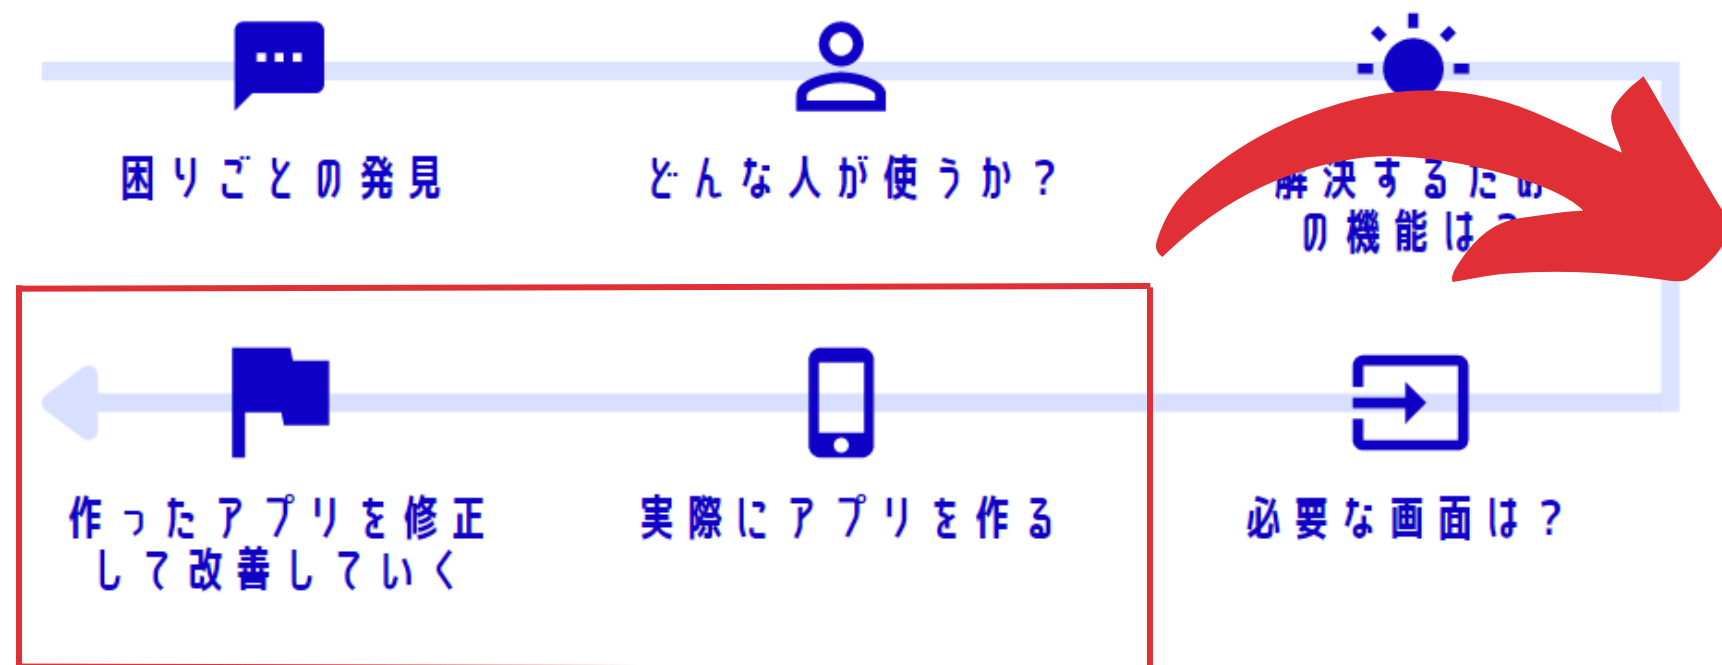 困りごとの発見
どんな人が使うか？
解決するため
の機能は？
必要な画面は？
実際にアプリを作る
作ったアプリを修正
して改善していく